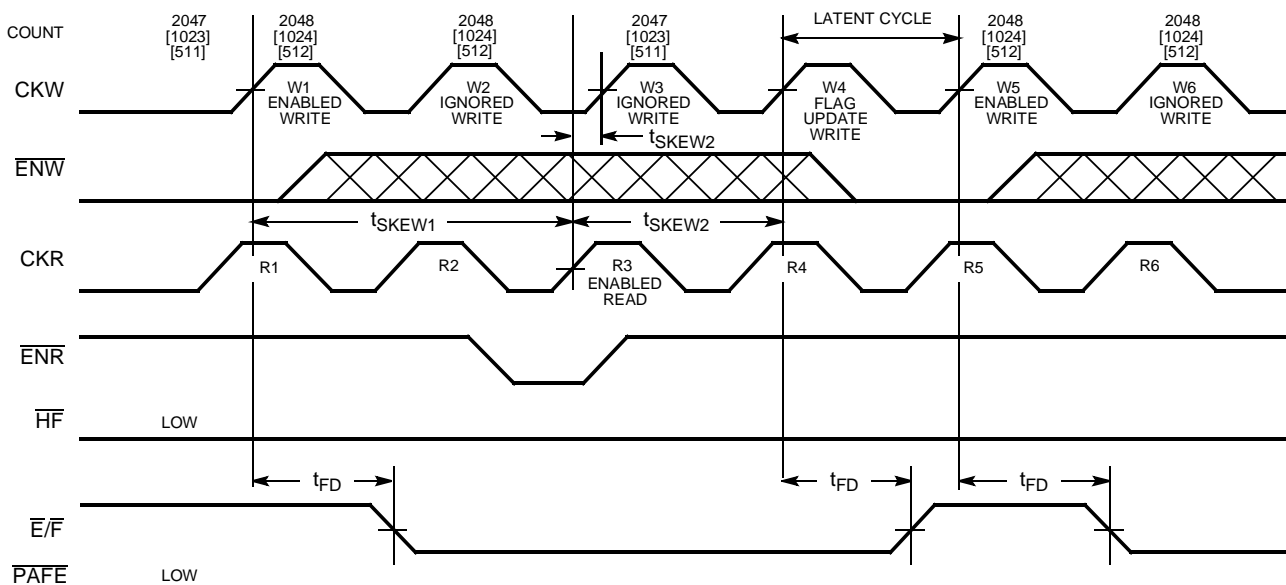 COUNT
2047
[1023]
[511]
2048
[1024]
[512]
2048
[1024]
[512]
2047
[1023]
[511]
LATENT CYCLE
2048
[1024]
[512]
2048
[1024]
[512]
CKW
W1
ENABLED
WRITE
W2
IGNORED
WRITE
W3
IGNORED
WRITE
W4
FLAG
UPDATE
WRITE
W5
ENABLED
WRITE
W6
IGNORED
WRITE
tSKEW2
ENW
tSKEW1
tSKEW2
CKR
R1
R2
R3
ENABLED
READ
R4
R5
R6
ENR
HF
LOW
tFD
tFD
tFD
E/F
PAFE
LOW